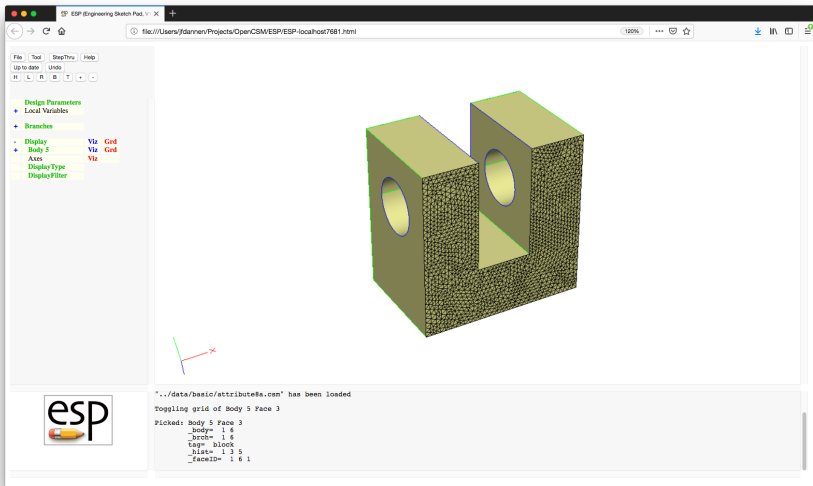 ESP (Engineering Sketch Pad, V
file:///Users/jfdannen/Projects/OpenCSM/ESP/ESP-localhost7681.html
120%
File Tool StepThru Help
Up to date Undo
H L R B T + -
Design Parameters
+ Local Variables
+ Branches
- Display Viz Grd
+ Body 5 Viz Grd
Axes Viz
DisplayType
DisplayFilter
X
"../data/basic/attribute8a.csm" has been loaded
Toggling grid of Body 5 Face 3
Picked: Body 5 Face 3
_body= 1 6
_brch= 1 6
tag= block
_hist= 1 3 5
_faceID= 1 6 1
esp